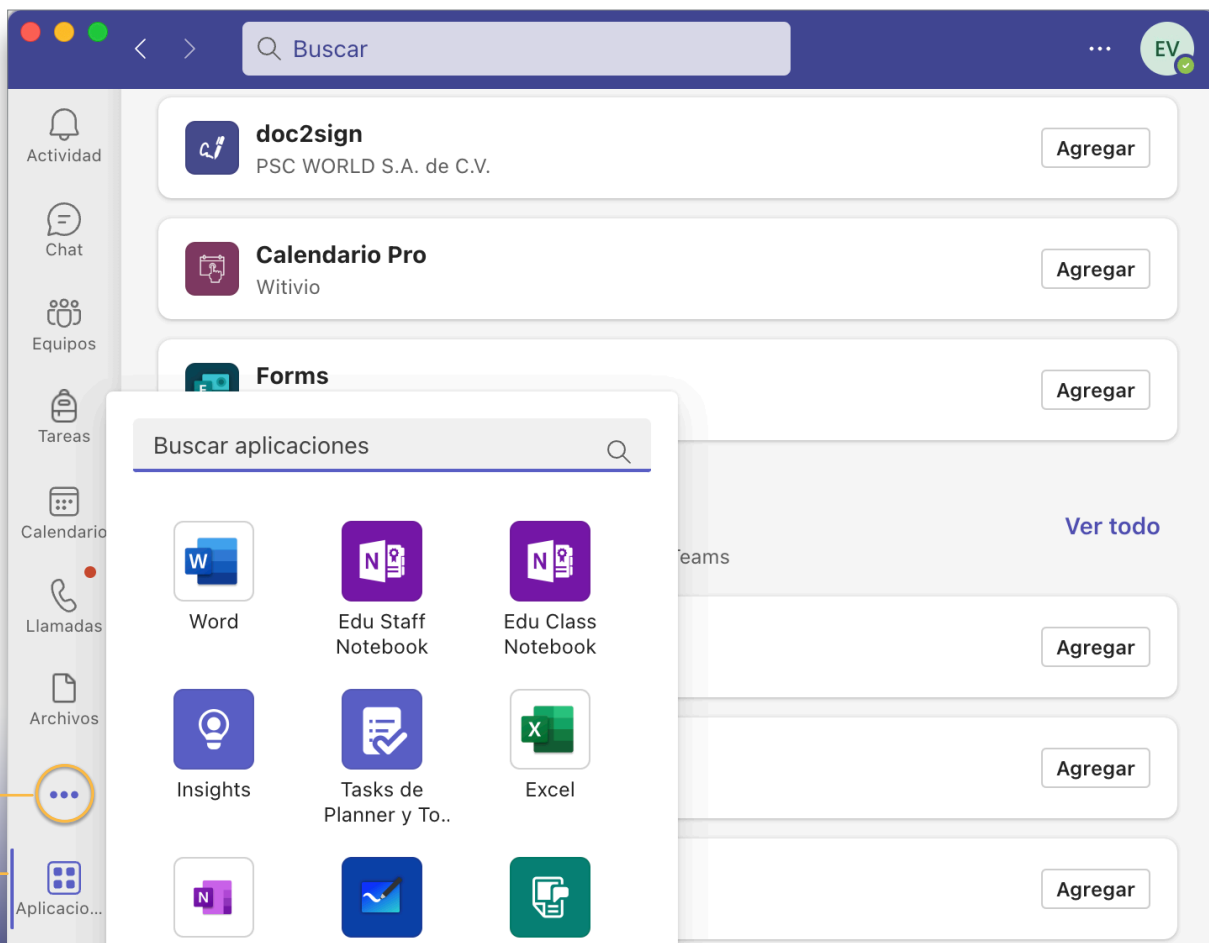 Buscar
EV
Actividad
Chat
Equipos
Tareas
Calendario
Llamadas
Archivos
Aplicacio...
doc2sign
PSC WORLD S.A. de C.V.
Agregar
Calendario Pro
Witivio
Agregar
Forms
Agregar
Ver todo
Teams
Agregar
Agregar
Agregar
Buscar aplicaciones
W
Word
N
Edu Staff
Notebook
N
Edu Class
Notebook
Insights
Tasks de
Planner y To..
X
Excel
N